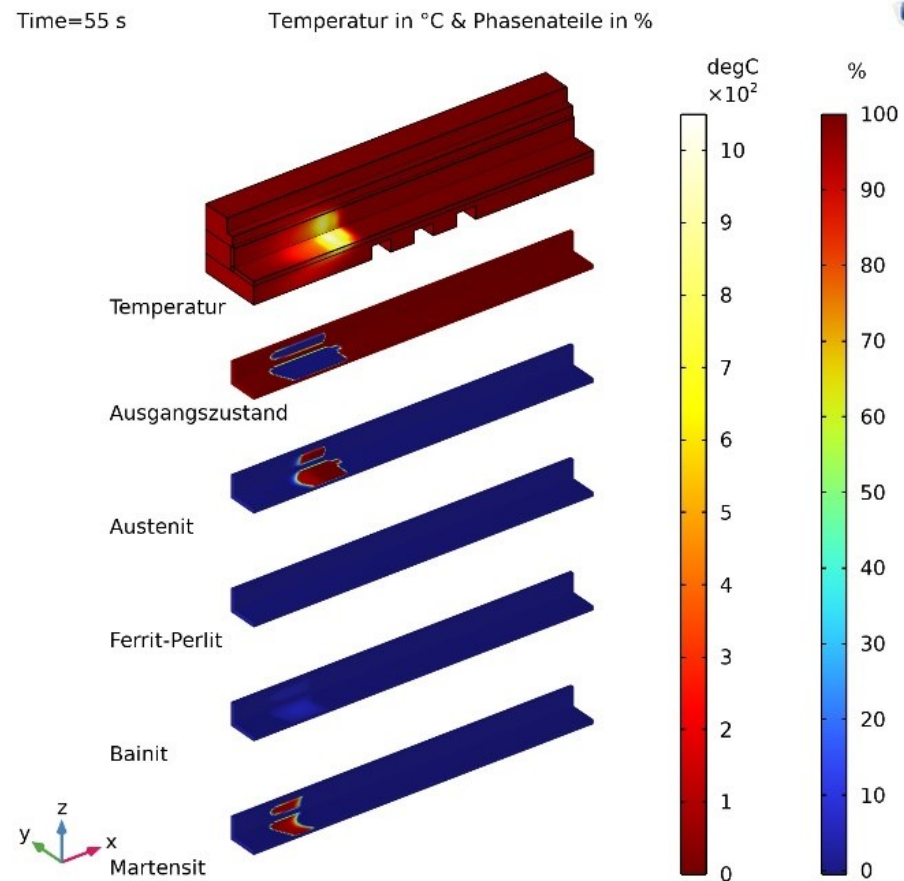 Time=55 s
Temperatur in °C & Phasenateile in %
degC
×10²
%
10
9
8
7
6
5
4
3
2
1
0
100
90
80
70
60
50
40
30
20
10
0
Temperatur
Ausgangszustand
Austenit
Ferrit-Perlit
Bainit
Martensit
z
y
x